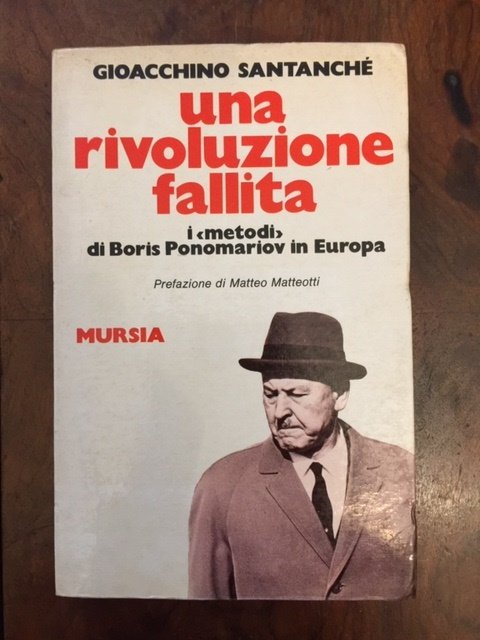 GIOACCHINO SANTANCHÉ
una
rivoluzione
fallita
i ‹metodi›
di Boris Ponomariov in Europa
Prefazione di Matteo Matteotti
MURSIA